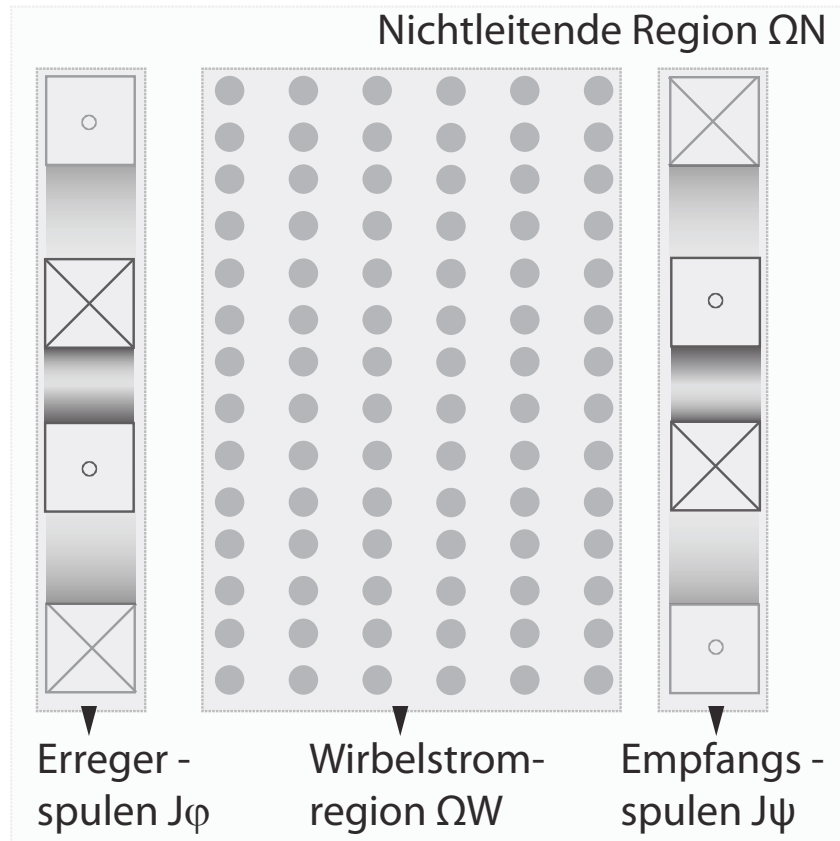 Nichtleitende Region ΩN
Erreger -
spulen Jφ
Wirbelstrom-
region ΩW
Empfangs -
spulen Jψ